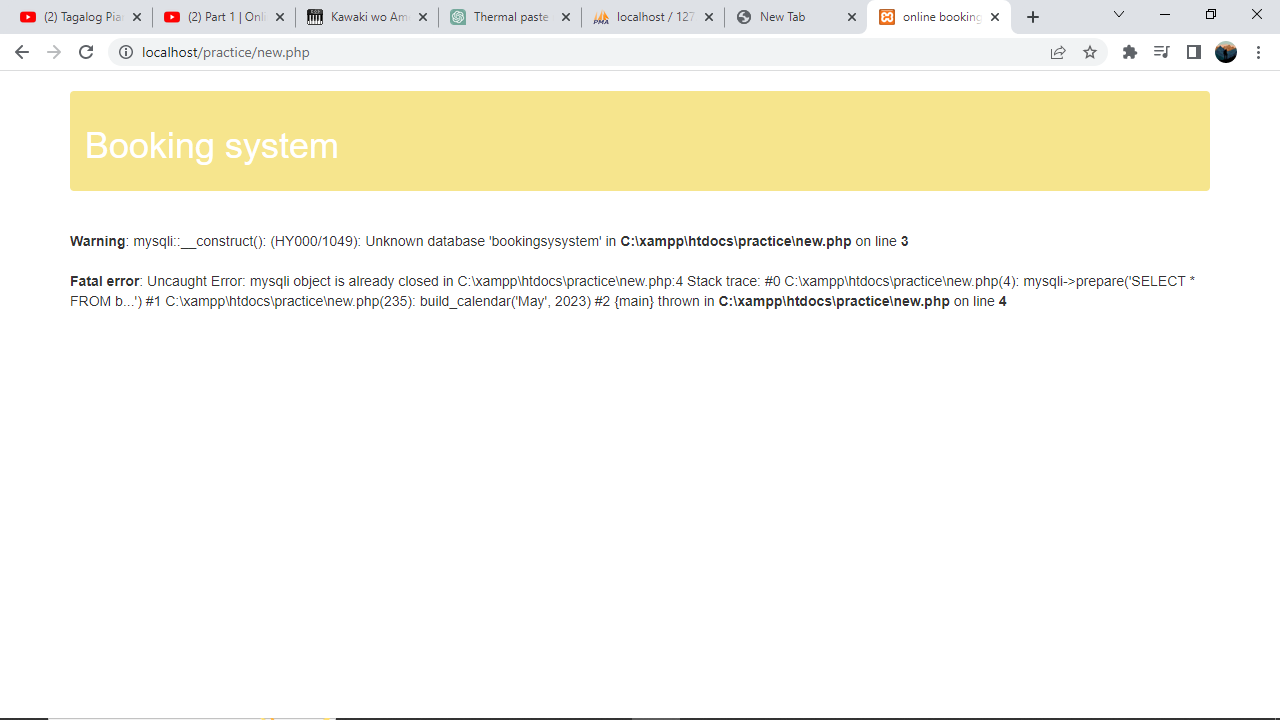 (2) Tagalog Pia
(2) Part 1 | Onli
Kawaki wo Am
Thermal paste
localhost / 127
New Tab
online booking
localhost/practice/new.php
Booking system
Warning: mysqli::__construct(): (HY000/1049): Unknown database 'bookingsysystem' in C:\xampp\htdocs\practice\new.php on line 3
Fatal error: Uncaught Error: mysqli object is already closed in C:\xampp\htdocs\practice\new.php:4 Stack trace: #0 C:\xampp\htdocs\practice\new.php(4): mysqli->prepare('SELECT *
FROM b...') #1 C:\xampp\htdocs\practice\new.php(235): build_calendar('May', 2023) #2 {main} thrown in C:\xampp\htdocs\practice\new.php on line 4